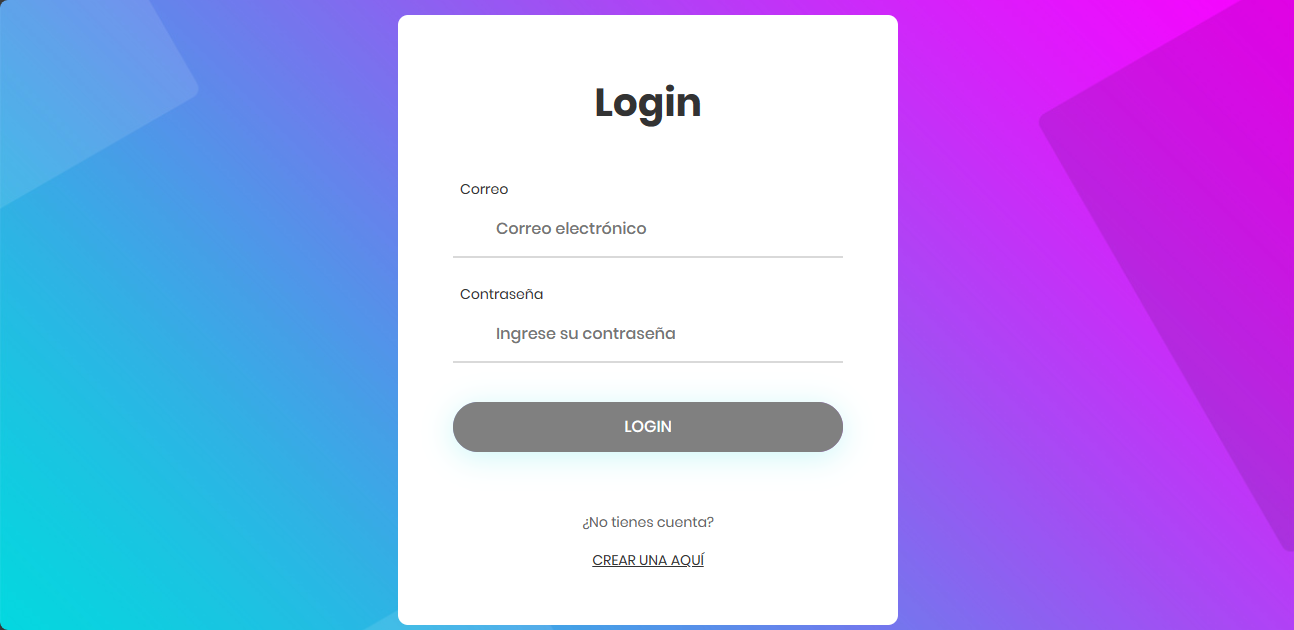 Login
Correo
Correo electrónico
Contraseña
Ingrese su contraseña
LOGIN
¿No tienes cuenta?
CREAR UNA AQUÍ